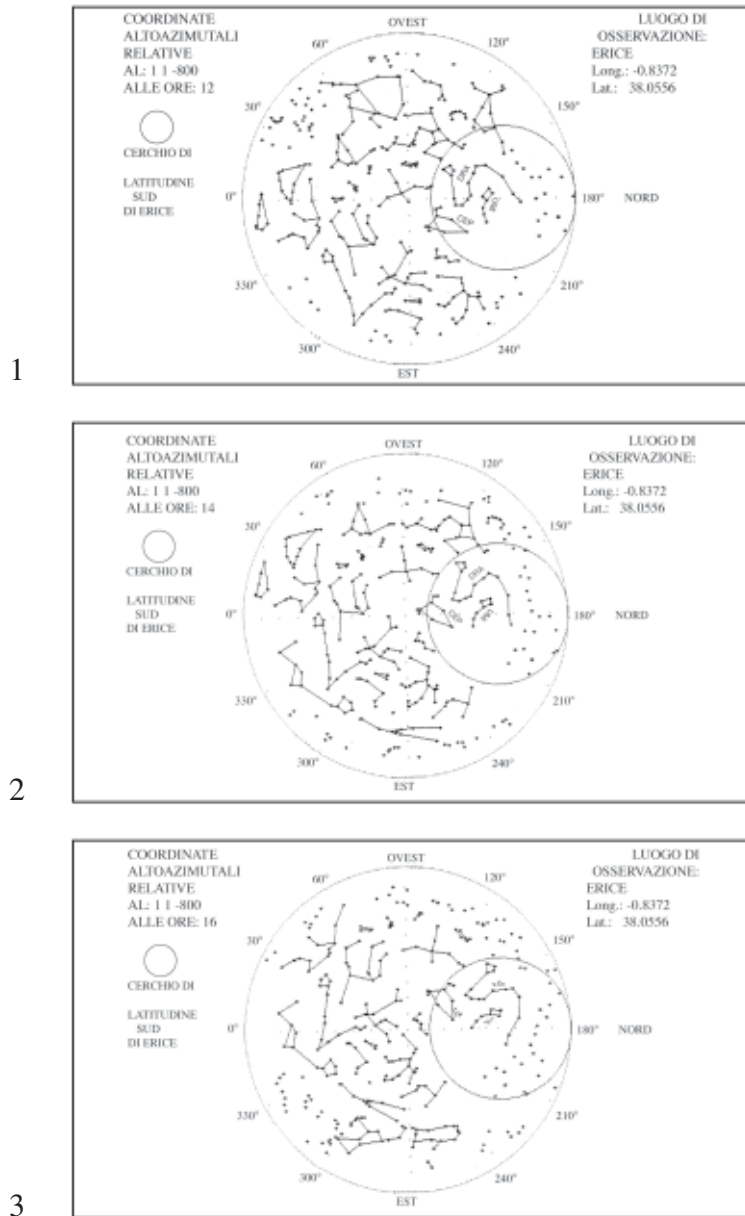 COORDINATE
ALTOAZIMUTALI
RELATIVE
AL: 1 1 -800
ALLE ORE: 12
CERCHIO DI
LATITUDINE
SUD
DI ERICE
OVEST
LUOGO DI
OSSERVAZIONE:
ERICE
Long.: -0.8372
Lat.: 38.0556
60°
120°
30°
150°
0°
180° NORD
330°
210°
300°
240°
EST
DRA
CEP
1
COORDINATE
ALTOAZIMUTALI
RELATIVE
AL: 1 1 -800
ALLE ORE: 14
CERCHIO DI
LATITUDINE
SUD
DI ERICE
OVEST
LUOGO DI
OSSERVAZIONE:
ERICE
Long.: -0.8372
Lat.: 38.0556
60°
120°
30°
150°
0°
180° NORD
330°
210°
300°
240°
EST
DRA
CEP
2
COORDINATE
ALTOAZIMUTALI
RELATIVE
AL: 1 1 -800
ALLE ORE: 16
CERCHIO DI
LATITUDINE
SUD
DI ERICE
OVEST
LUOGO DI
OSSERVAZIONE:
ERICE
Long.: -0.8372
Lat.: 38.0556
60°
120°
30°
150°
0°
180° NORD
330°
210°
300°
240°
EST
3